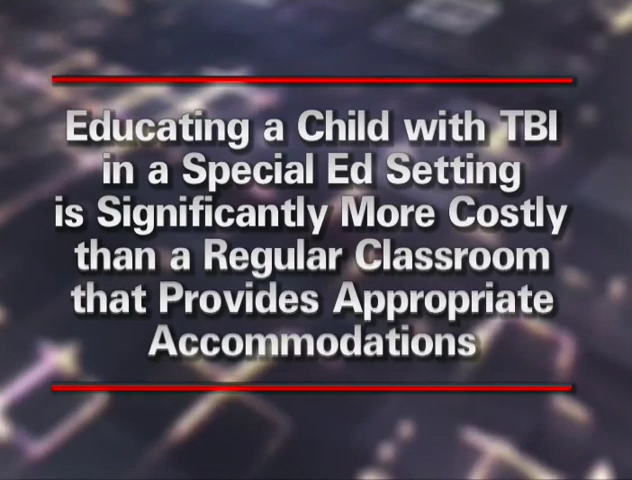 Educating a Child with TBI
in a Special Ed Setting
is Significantly More Costly
than a Regular Classroom
that Provides Appropriate
Accommodations